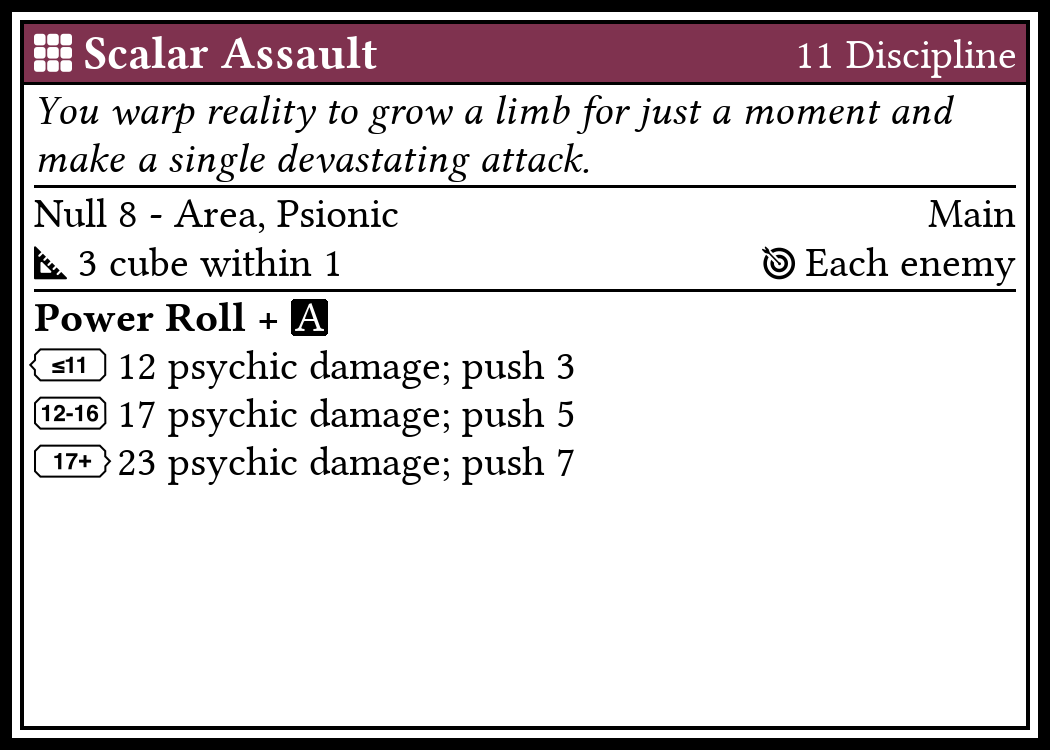 Scalar Assault 11 Discipline
You warp reality to grow a limb for just a moment and
make a single devastating attack.
Null 8 - Area, Psionic Main
3 cube within 1 Each enemy
Power Roll + A
≤11 12 psychic damage; push 3
12-16 17 psychic damage; push 5
17+ 23 psychic damage; push 7